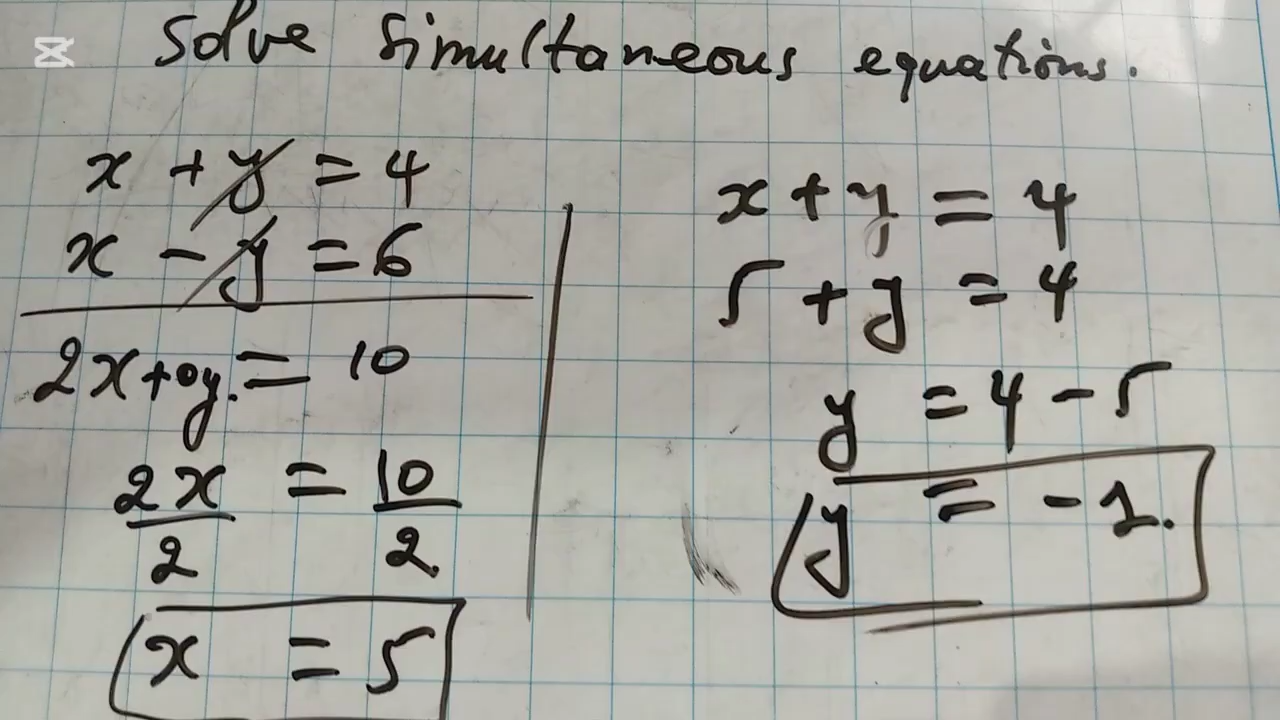 Solve Simultaneous equations.
x + y = 4
x - y = 6
2x+0y. = 10
2x/2 = 10/2
x = 5
x + y = 4
5 + y = 4
y = 4 - 5
y = -1.